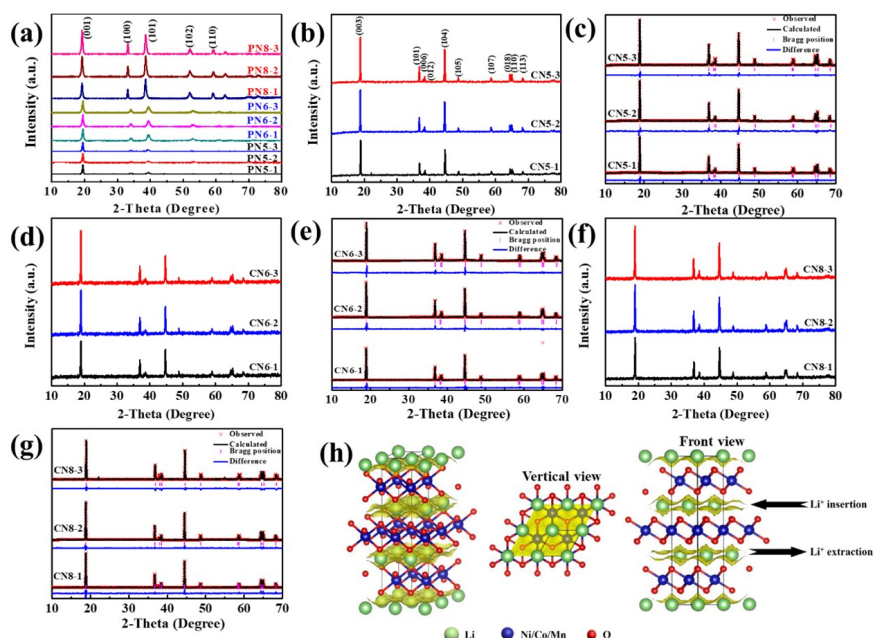 (a)
(001)
(100)
(101)
(102)
(110)
PN8-3
PN8-2
PN8-1
PN6-3
PN6-2
PN6-1
PN5-3
PN5-2
PN5-1
Intensity (a.u.)
10 20 30 40 50 60 70 80
2-Theta (Degree)
(b)
(003)
(101)
(006)
(012)
(104)
(105)
(107)
(018)
(110)
(113)
CN5-3
CN5-2
CN5-1
Intensity (a.u.)
10 20 30 40 50 60 70 80
2-Theta (Degree)
(c)
Observed
Calculated
Bragg position
Difference
CN5-3
CN5-2
CN5-1
Intensity (a.u.)
10 20 30 40 50 60 70
2-Theta (Degree)
(d)
CN6-3
CN6-2
CN6-1
Intensity (a.u.)
10 20 30 40 50 60 70 80
2-Theta (Degree)
(e)
Observed
Calculated
Bragg position
Difference
CN6-3
CN6-2
CN6-1
Intensity (a.u.)
10 20 30 40 50 60 70
2-Theta (Degree)
(f)
CN8-3
CN8-2
CN8-1
Intensity (a.u.)
10 20 30 40 50 60 70 80
2-Theta (Degree)
(g)
Observed
Calculated
Bragg position
Difference
CN8-3
CN8-2
CN8-1
Intensity (a.u.)
10 20 30 40 50 60 70
2-Theta (Degree)
(h)
Vertical view
Front view
Li⁺ insertion
Li⁺ extraction
Li Ni/Co/Mn O